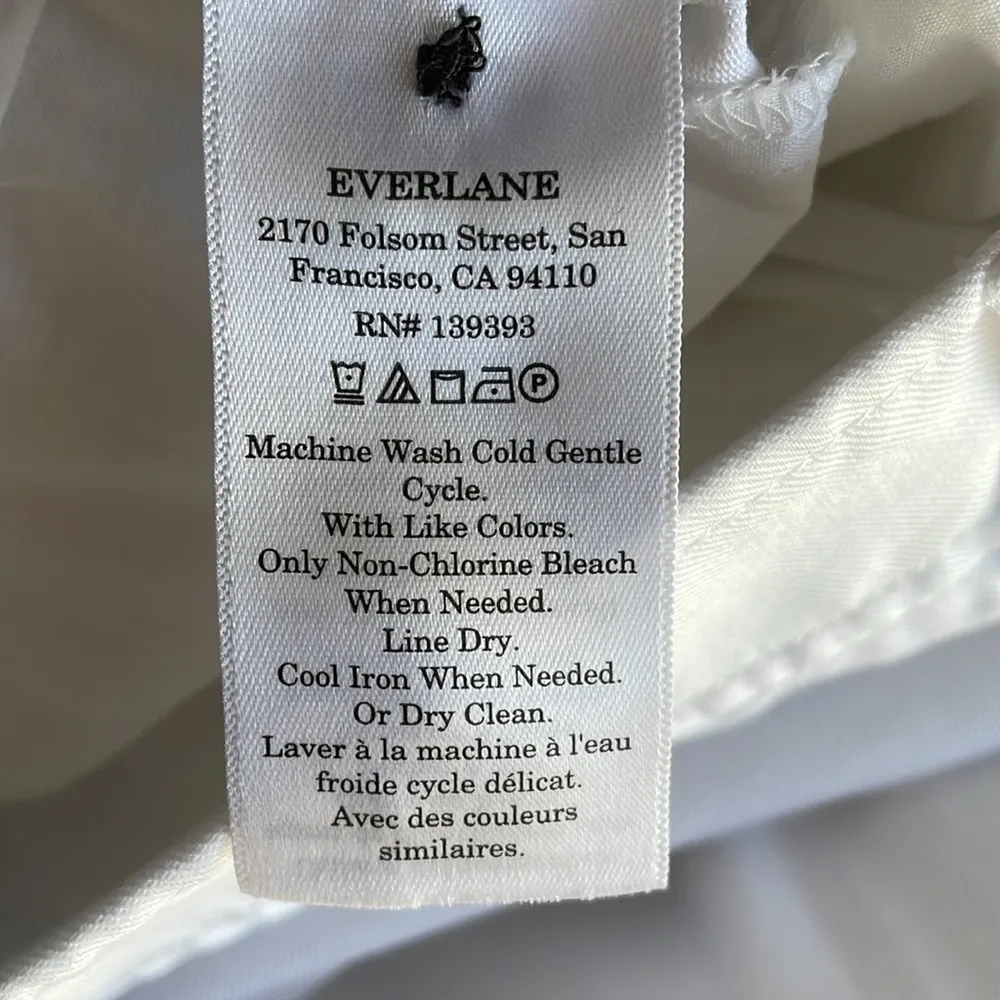 EVERLANE
2170 Folsom Street, San
Francisco, CA 94110
RN# 139393
P
Machine Wash Cold Gentle
Cycle.
With Like Colors.
Only Non-Chlorine Bleach
When Needed.
Line Dry.
Cool Iron When Needed.
Or Dry Clean.
Laver à la machine à l'eau
froide cycle délicat.
Avec des couleurs
similaires.